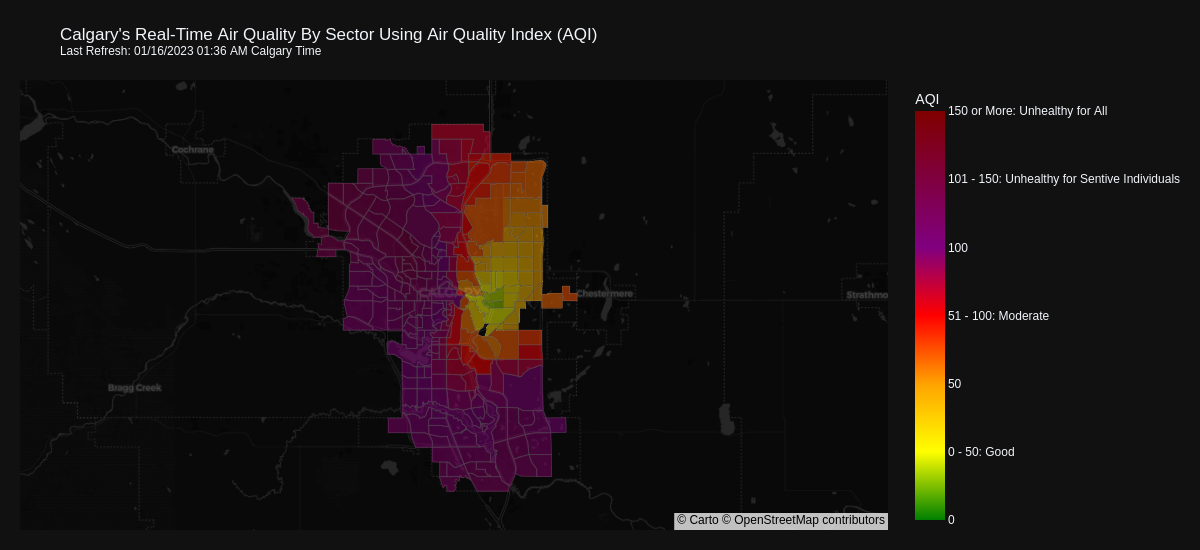 Calgary's Real-Time Air Quality By Sector Using Air Quality Index (AQI)
Last Refresh: 01/16/2023 01:36 AM Calgary Time
AQI
150 or More: Unhealthy for All
Cochrane
101 - 150: Unhealthy for Sentive Individuals
100
CALGARY
Chestermere
Strathmo
51 - 100: Moderate
50
Bragg Creek
0 - 50: Good
0
© Carto © OpenStreetMap contributors